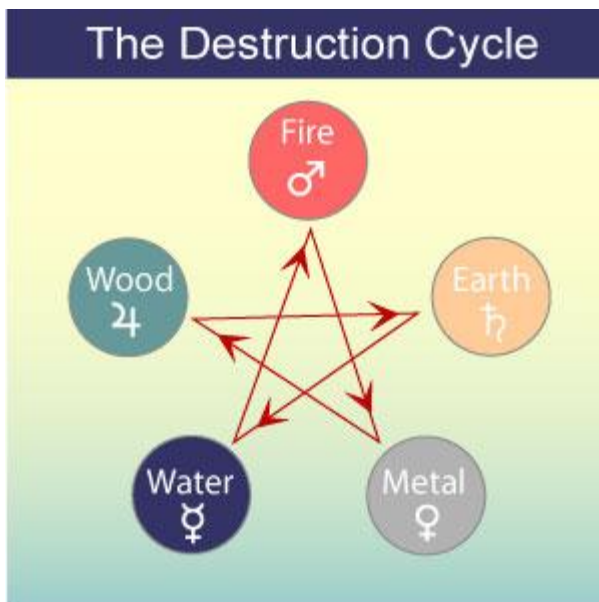 The Destruction Cycle
Fire
♂
Wood
♃
Earth
♄
Water
☿
Metal
♀